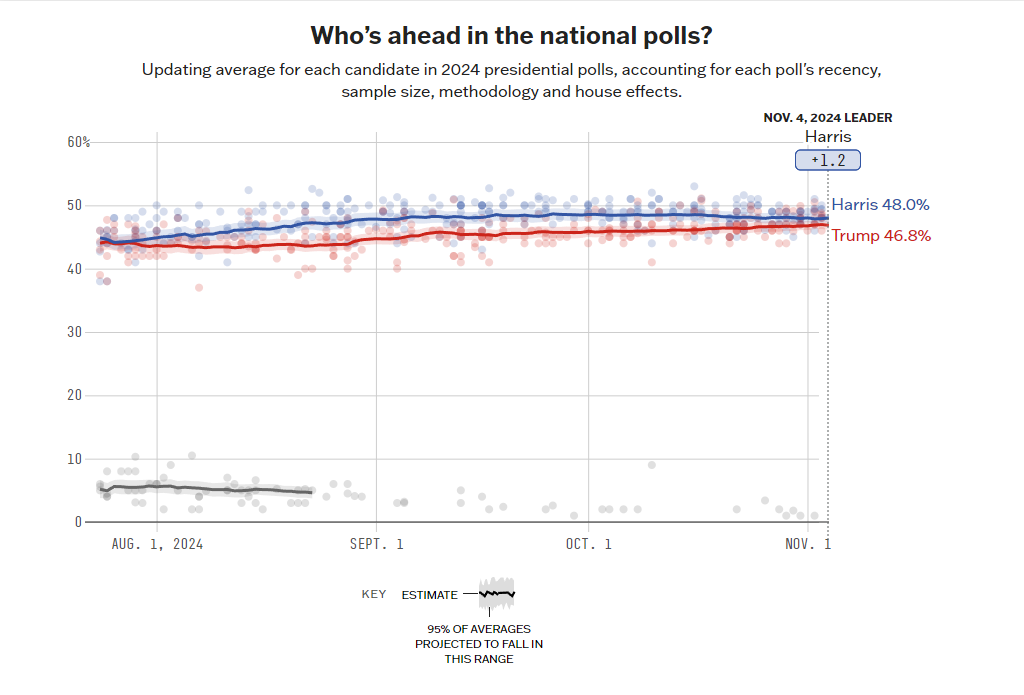 Who’s ahead in the national polls?
Updating average for each candidate in 2024 presidential polls, accounting for each poll’s recency,
sample size, methodology and house effects.
NOV. 4, 2024 LEADER
Harris
+1.2
60%
50
40
30
20
10
0
Harris 48.0%
Trump 46.8%
AUG. 1, 2024
SEPT. 1
OCT. 1
NOV. 1
KEY
ESTIMATE
95% OF AVERAGES
PROJECTED TO FALL IN
THIS RANGE